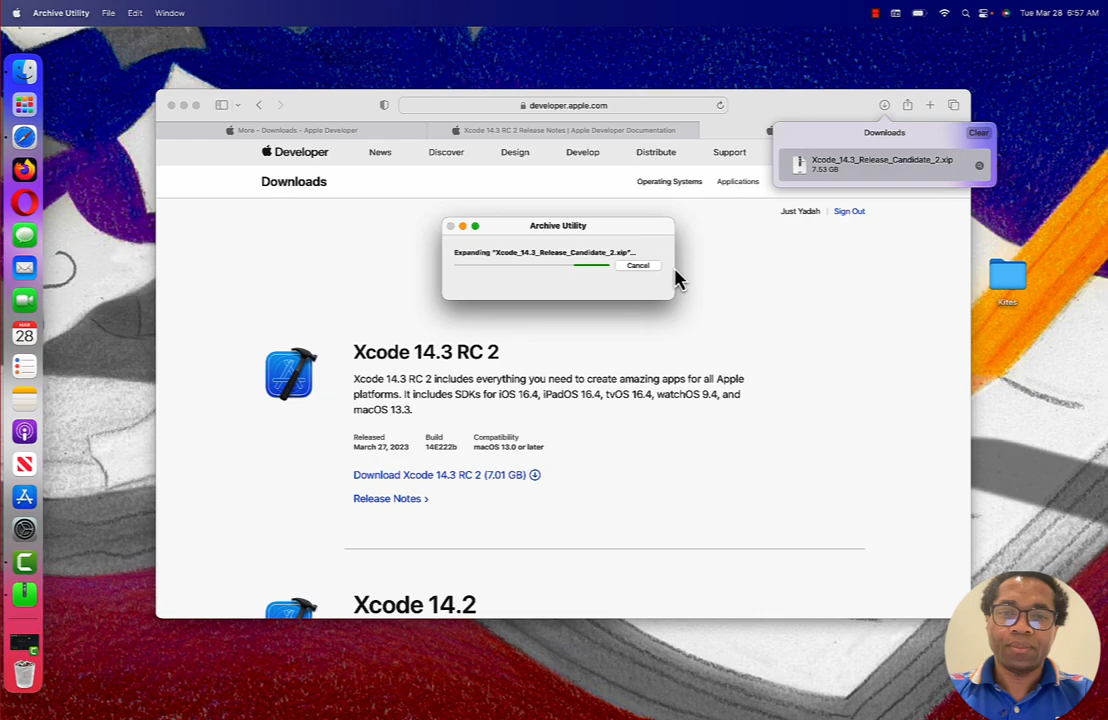 Archive Utility File Edit Window
Tue Mar 28 6:57 AM
developer.apple.com
More - Downloads - Apple Developer
Xcode 14.3 RC 2 Release Notes | Apple Developer Documentation
Downloads
Clear
Xcode_14.3_Release_Candidate_2.xip
7.53 GB
Developer News Discover Design Develop Distribute Support
Downloads
Operating Systems Applications
Just Yadah | Sign Out
Archive Utility
Expanding "Xcode_14.3_Release_Candidate_2.xip"...
Cancel
Kites
MAR
28
Xcode 14.3 RC 2
Xcode 14.3 RC 2 includes everything you need to create amazing apps for all Apple
platforms. It includes SDKs for iOS 16.4, iPadOS 16.4, tvOS 16.4, watchOS 9.4, and
macOS 13.3.
Released Build Compatibility
March 27, 2023 14E222b macOS 13.0 or later
Download Xcode 14.3 RC 2 (7.01 GB)
Release Notes >
Xcode 14.2